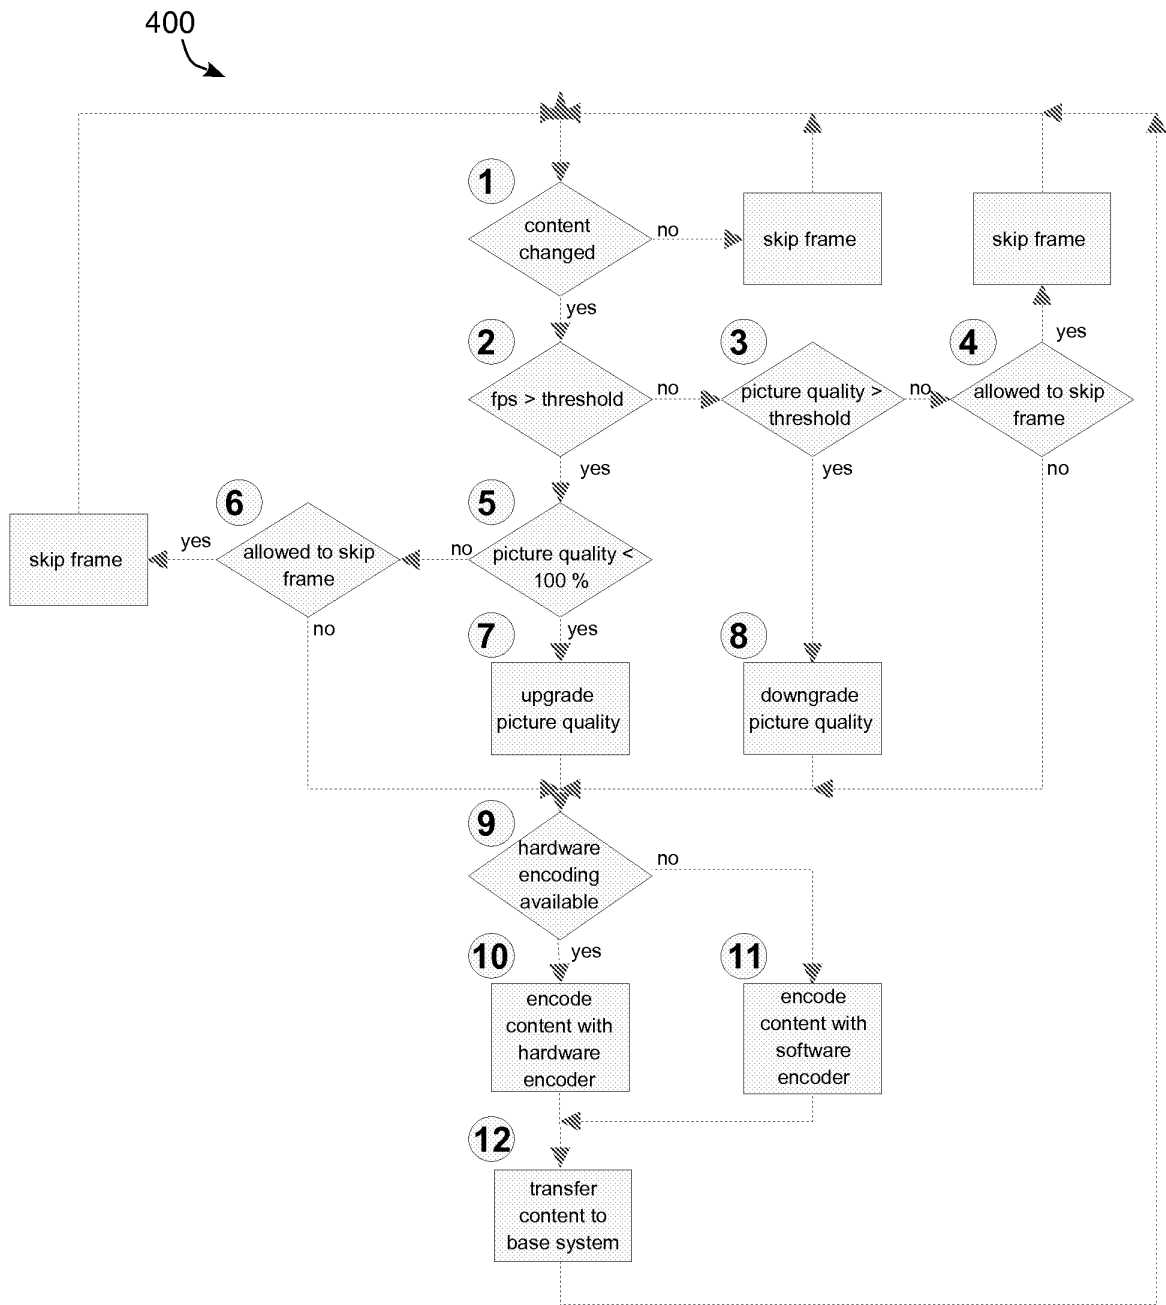 400
1
content
changed
no
skip frame
skip frame
yes
yes
2
fps > threshold
no
3
picture quality >
threshold
no
4
allowed to skip
frame
yes
yes
no
6
allowed to skip
frame
yes
skip frame
no
5
picture quality <
100 %
no
yes
7
upgrade
picture quality
8
downgrade
picture quality
9
hardware
encoding
available
no
yes
10
encode
content with
hardware
encoder
11
encode
content with
software
encoder
12
transfer
content to
base system